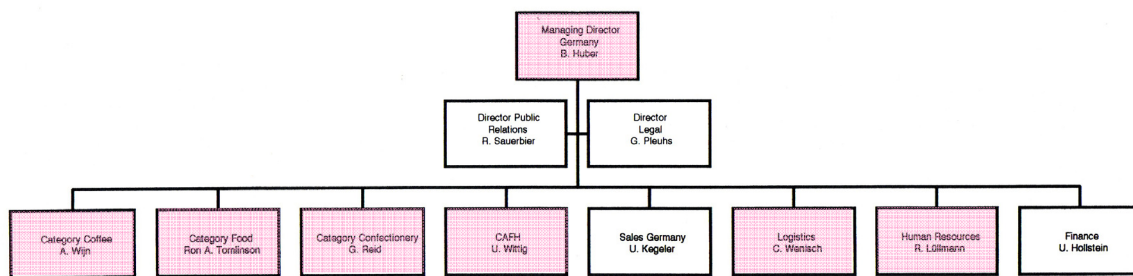 Managing Director
Germany
B. Huber
Director Public
Relations
R. Sauerbier
Director
Legal
G. Pleuhs
Category Coffee
A. Wijn
Category Food
Ron A. Tomlinson
Category Confectionery
G. Reid
CAFH
U. Wittig
Sales Germany
U. Kegeler
Logistics
C. Wanisch
Human Resources
R. Lüllmann
Finance
U. Hollstein